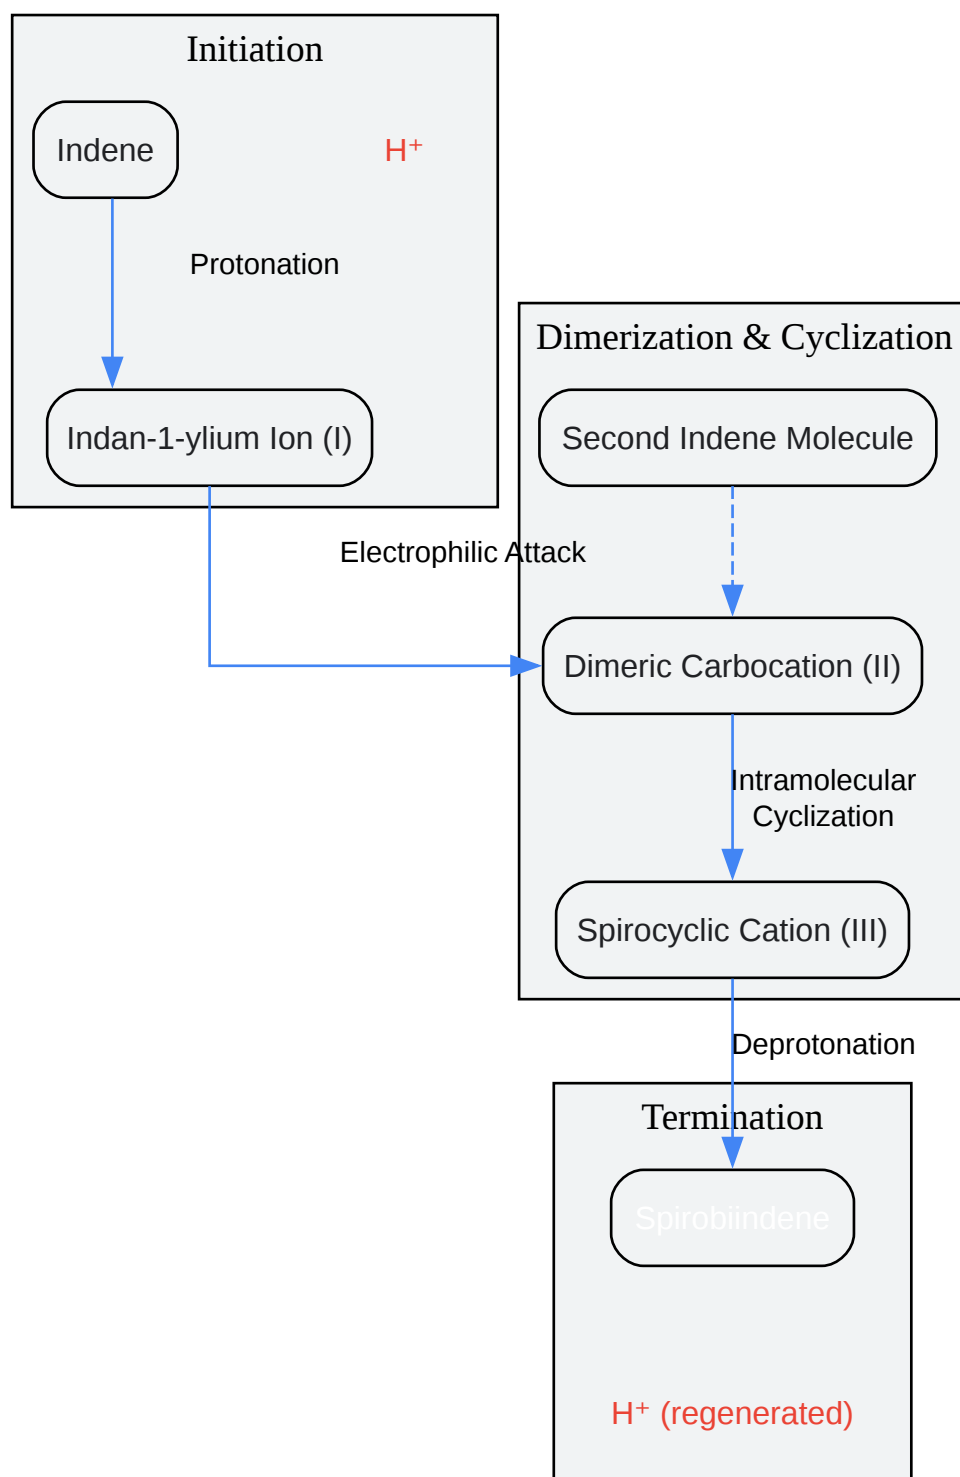 Initiation
Indene
H⁺
Protonation
Indan-1-ylium Ion (I)
Dimerization & Cyclization
Second Indene Molecule
Electrophilic Attack
Dimeric Carbocation (II)
Intramolecular
Cyclization
Spirocyclic Cation (III)
Deprotonation
Termination
Spirobiindene
H⁺ (regenerated)